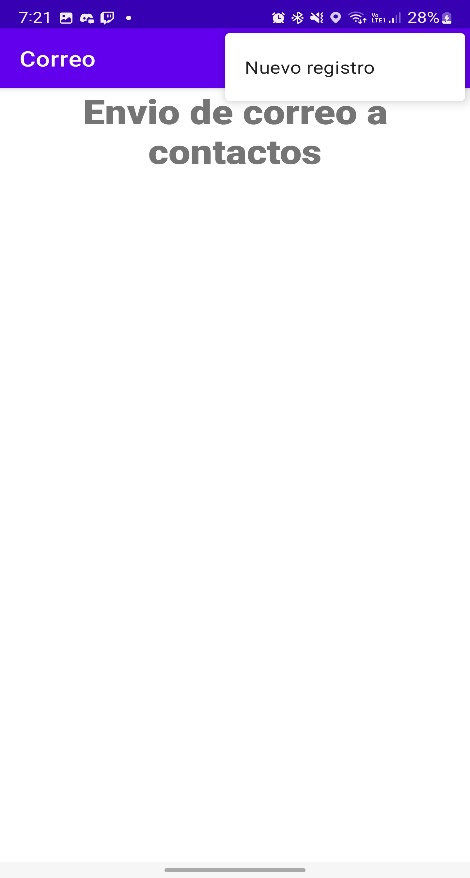 7:21
28%
Correo
Nuevo registro
Envio de correo a
contactos